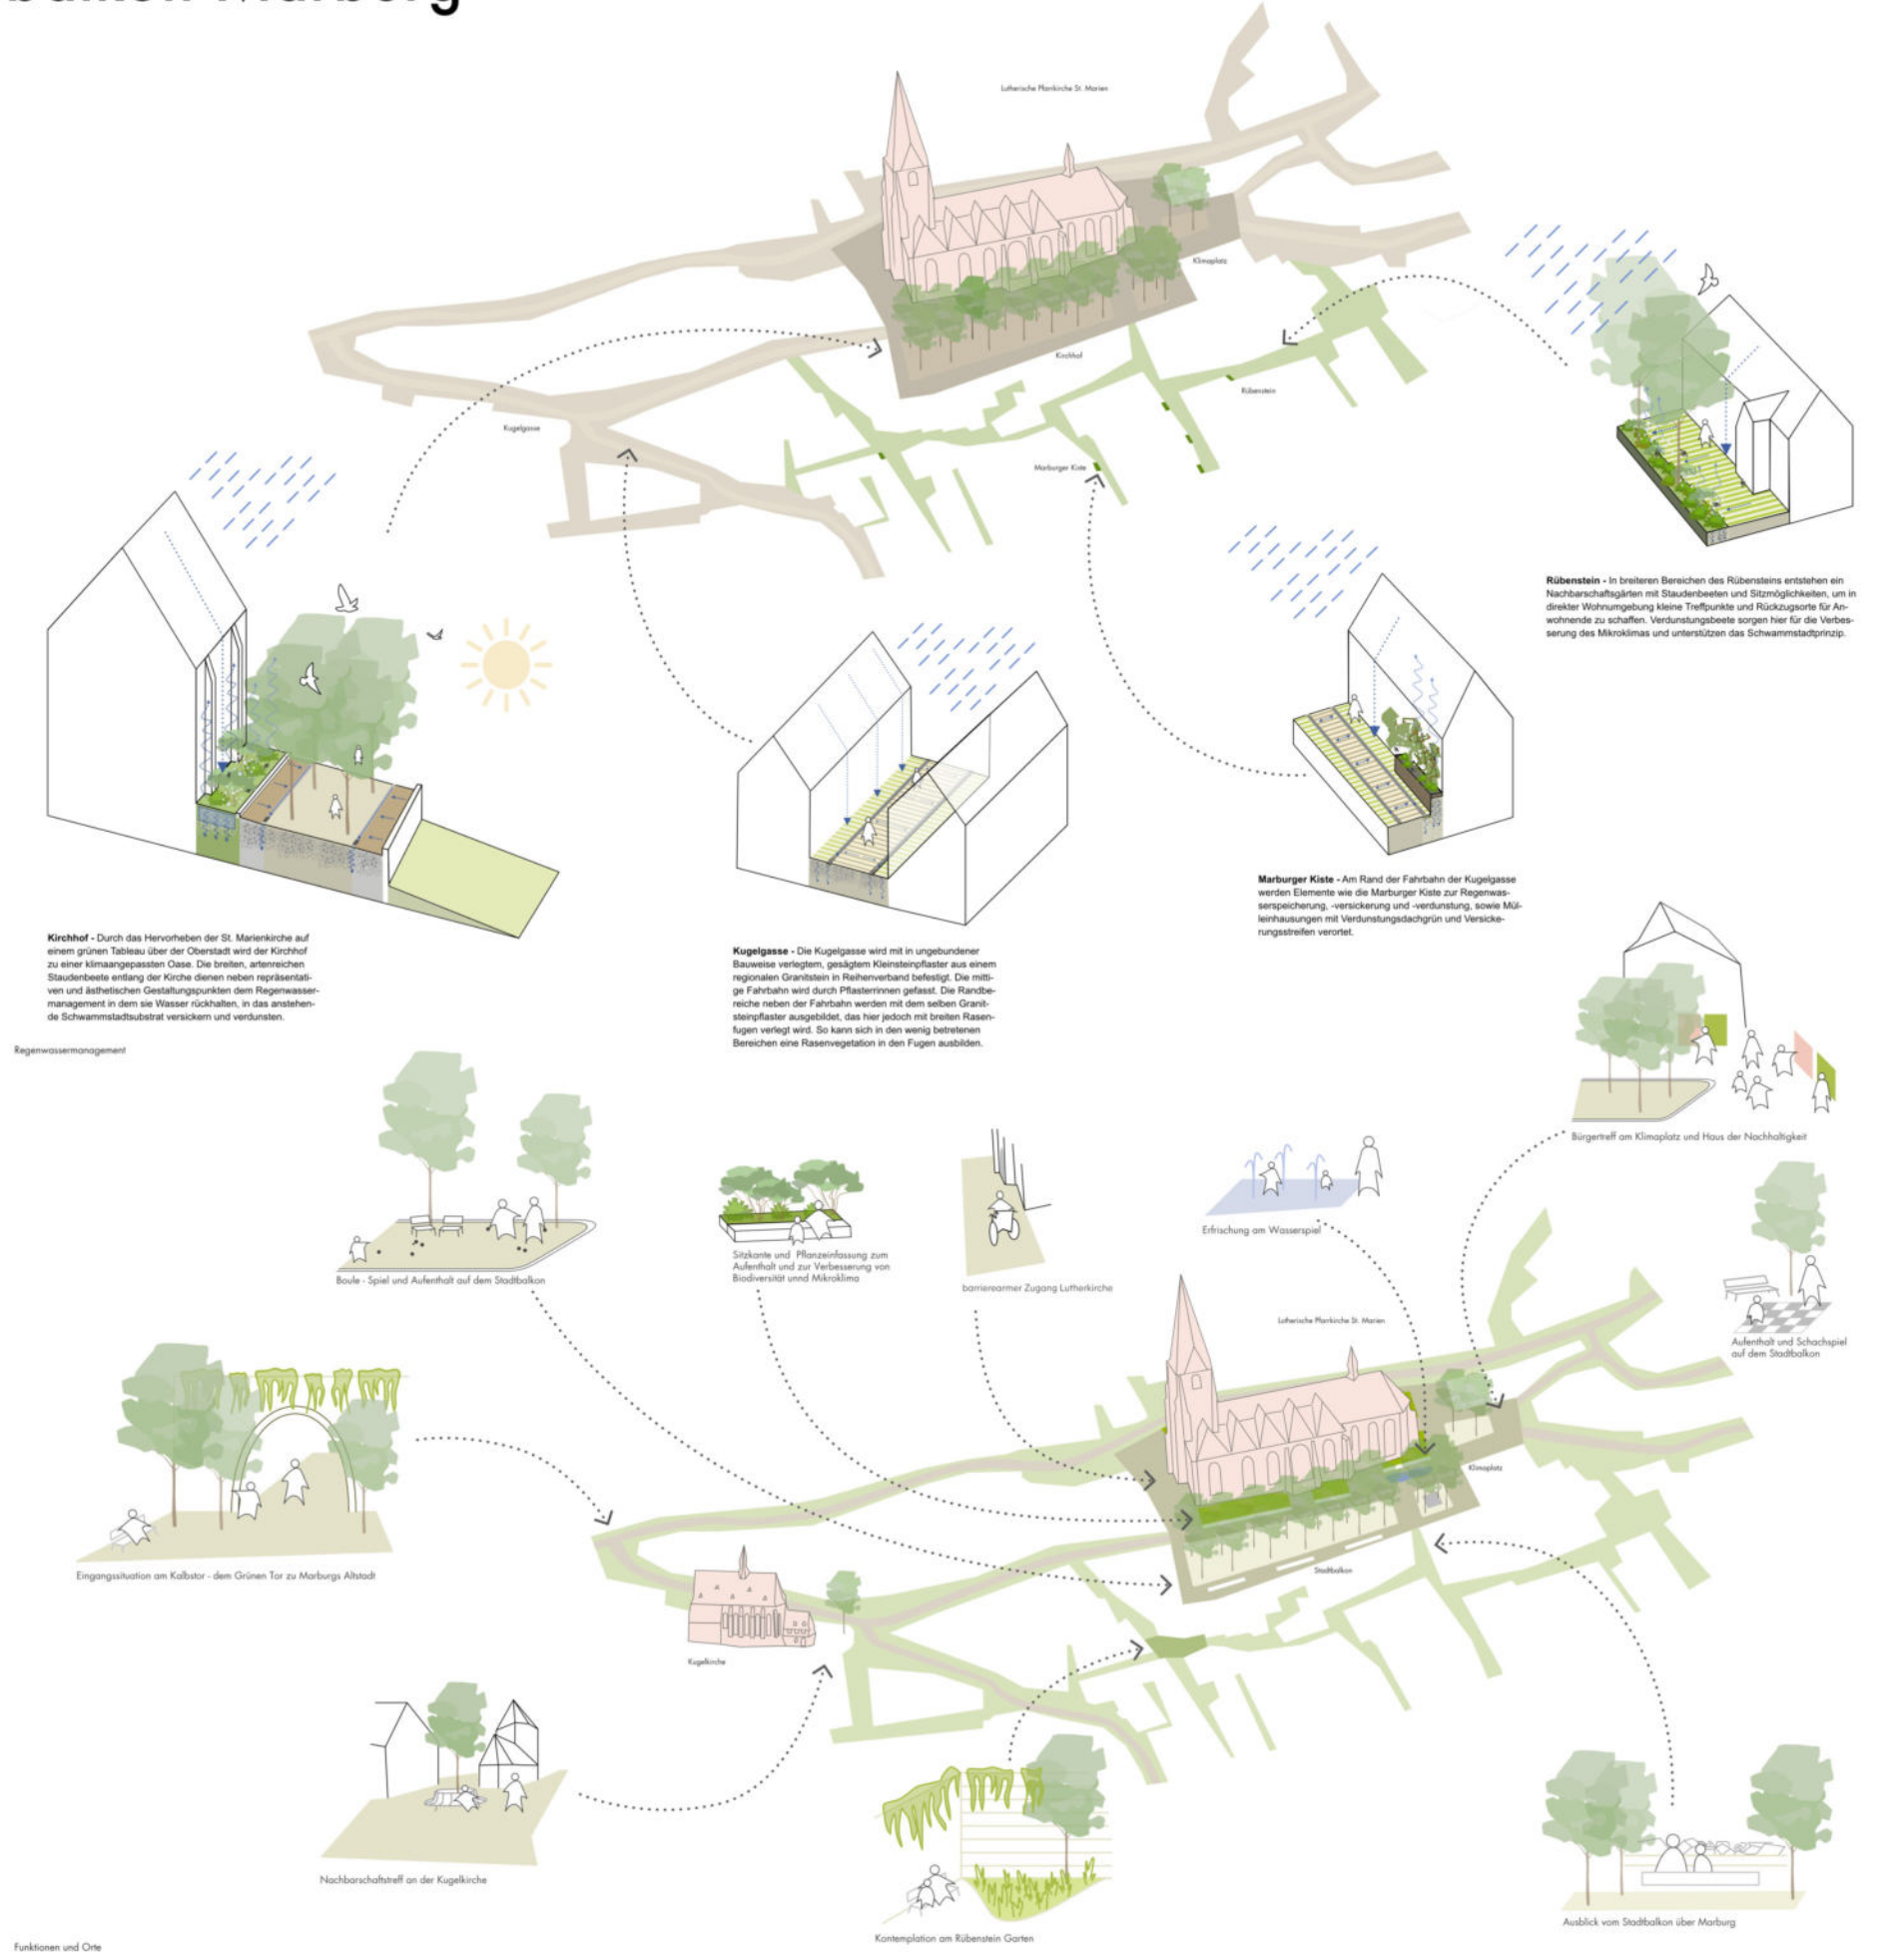 balkon Marburg
Lutherische Pfarrkirche St. Marien
Klimaplatz
Kirchhof
Rübenstein
Kugelgasse
Marburger Kiste
Rübenstein - In breiteren Bereichen des Rübensteins entstehen ein
Nachbarschaftsgärten mit Staudenbeeten und Sitzmöglichkeiten, um in
direkter Wohnumgebung kleine Treffpunkte und Rückzugsorte für An-
wohnende zu schaffen. Verdunstungsbeete sorgen hier für die Verbes-
serung des Mikroklimas und unterstützen das Schwammstadtprinzip.
Marburger Kiste - Am Rand der Fahrbahn der Kugelgasse
werden Elemente wie die Marburger Kiste zur Regenwas-
serspeicherung, -versickerung und -verdunstung, sowie Mül-
leinhausungen mit Verdunstungsdachgrün und Versicke-
rungsstreifen verortet.
Kirchhof - Durch das Hervorheben der St. Marienkirche auf
einem grünen Tableau über der Oberstadt wird der Kirchhof
zu einer klimaangepassten Oase. Die breiten, artenreichen
Staudenbeete entlang der Kirche dienen neben repräsentati-
ven und ästhetischen Gestaltungspunkten dem Regenwasser-
management in dem sie Wasser rückhalten, in das anstehen-
de Schwammstadtsubstrat versickern und verdunsten.
Kugelgasse - Die Kugelgasse wird mit in ungebundener
Bauweise verlegtem, gesägtem Kleinsteinpflaster aus einem
regionalen Granitstein in Reihenverband befestigt. Die mitti-
ge Fahrbahn wird durch Pflasterrinnen gefasst. Die Randbe-
reiche neben der Fahrbahn werden mit dem selben Granit-
steinpflaster ausgebildet, das hier jedoch mit breiten Rasen-
fugen verlegt wird. So kann sich in den wenig betretenen
Bereichen eine Rasenvegetation in den Fugen ausbilden.
Regenwassermanagement
Bürgertreff am Klimaplatz und Haus der Nachhaltigkeit
Boule - Spiel und Aufenthalt auf dem Stadtbalkon
Sitzkante und Pflanzeinfassung zum
Aufenthalt und zur Verbesserung von
Biodiversität unnd Mikroklima
barrierearmer Zugang Lutherkirche
Erfrischung am Wasserspiel
Aufenthalt und Schachspiel
auf dem Stadtbalkon
Lutherische Pfarrkirche St. Marien
Klimaplatz
Stadtbalkon
Eingangssituation am Kalbstor - dem Grünen Tor zu Marburgs Altstadt
Kugelkirche
Nachbarschaftstreff an der Kugelkirche
Kontemplation am Rübenstein Garten
Ausblick vom Stadtbalkon über Marburg
Funktionen und Orte